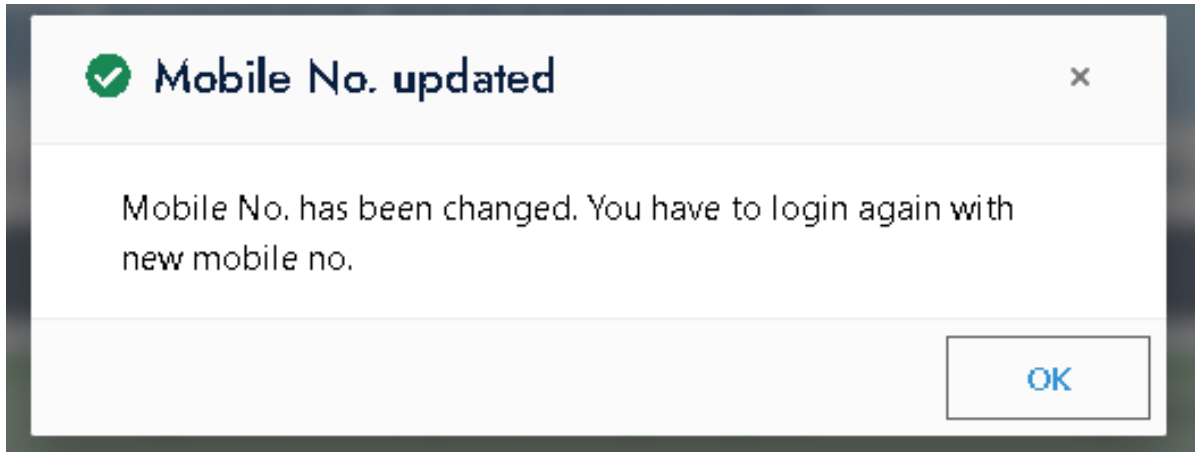 Mobile No. updated
×
Mobile No. has been changed. You have to login again with
new mobile no.
OK